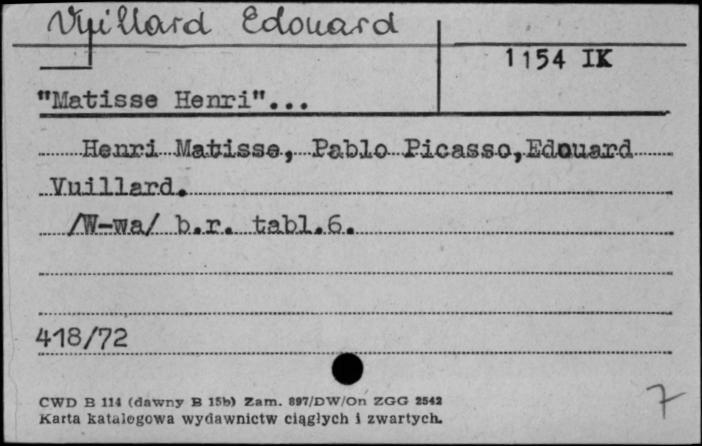 Vuillard Edouard
1154 IK
"Matisse Henri"...
Henri Matisse, Pablo Picasso,Edouard
Vuillard.
/W-wa/ b.r. tabl.6.
418/72
CWD B 114 (dawny B 15b) Zam. 897/DW/On ZGG 2542
Karta katalogowa wydawnictw ciągłych i zwartych.
7